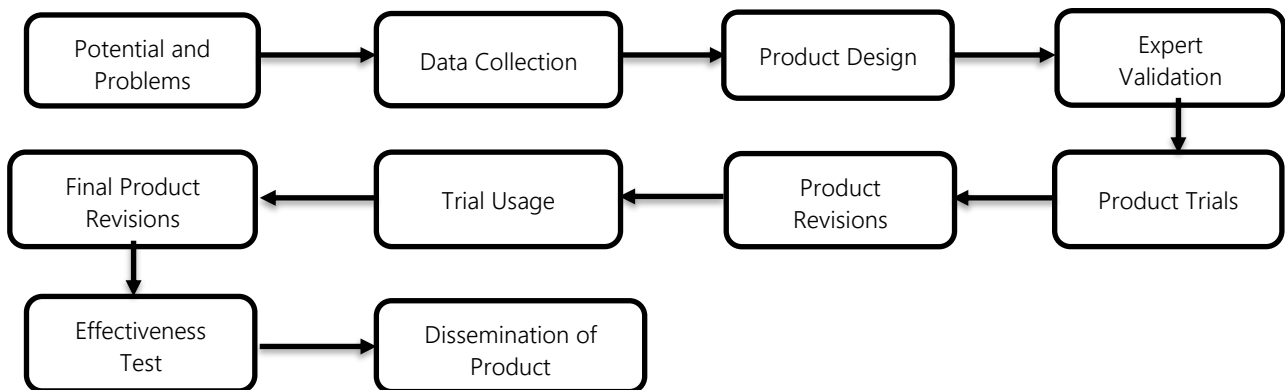 Potential and
Problems
Data Collection
Product Design
Expert
Validation
Product Trials
Product
Revisions
Trial Usage
Final Product
Revisions
Effectiveness
Test
Dissemination of
Product